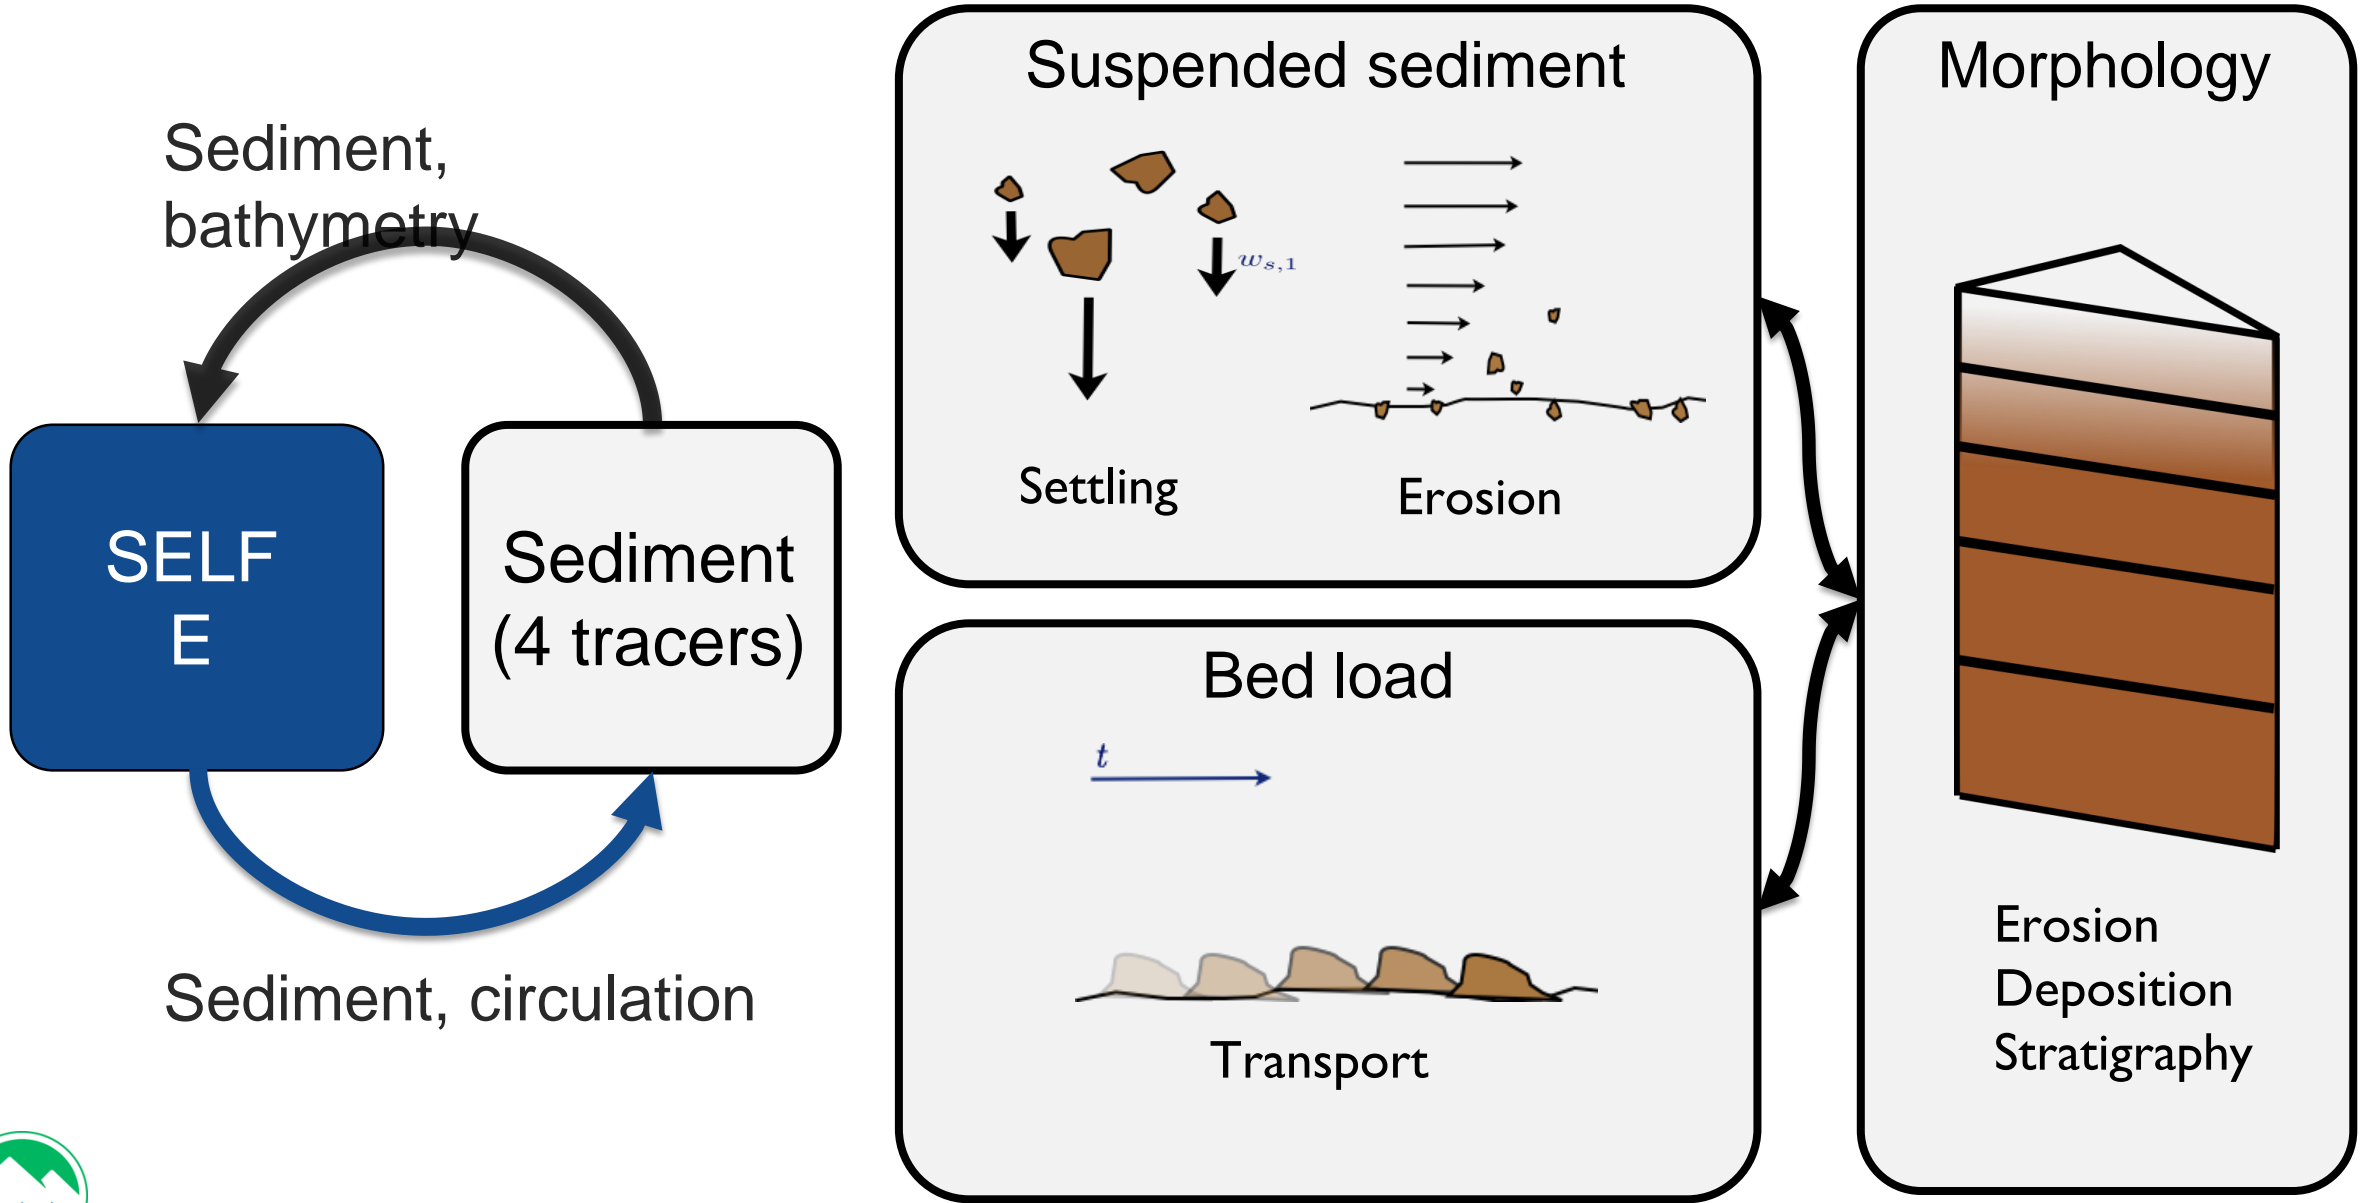 Sediment,
bathymetry
SELF
E
Sediment
(4 tracers)
Sediment, circulation
Suspended sediment
w_{s,1}
Settling
Erosion
Bed load
t
Transport
Morphology
Erosion
Deposition
Stratigraphy